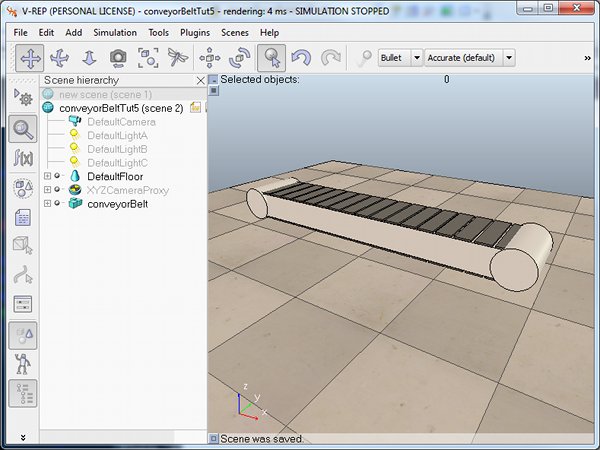 V-REP (PERSONAL LICENSE) - conveyorBeltTut5 - rendering: 4 ms - SIMULATION STOPPED
File Edit Add Simulation Tools Plugins Scenes Help
Bullet Accurate (default) »
Scene hierarchy
Selected objects: 0
new scene (scene 1)
conveyorBeltTut5 (scene 2)
DefaultCamera
DefaultLightA
DefaultLightB
DefaultLightC
DefaultFloor
XYZCameraProxy
conveyorBelt
f(x)
z
y
x
Scene was saved.